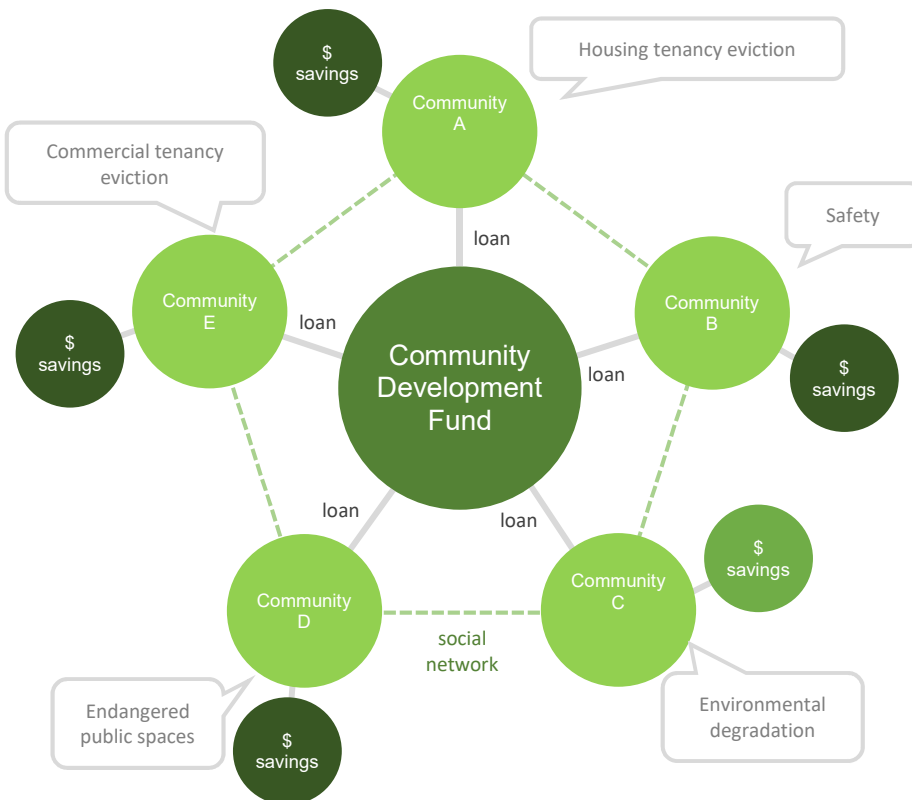 $
savings
Housing tenancy eviction
Community
A
Commercial tenancy
eviction
Safety
loan
Community
E
Community
B
loan
$
savings
Community
Development
Fund
loan
$
savings
loan
loan
$
savings
Community
D
Community
C
social
network
Endangered
public spaces
Environmental
degradation
$
savings